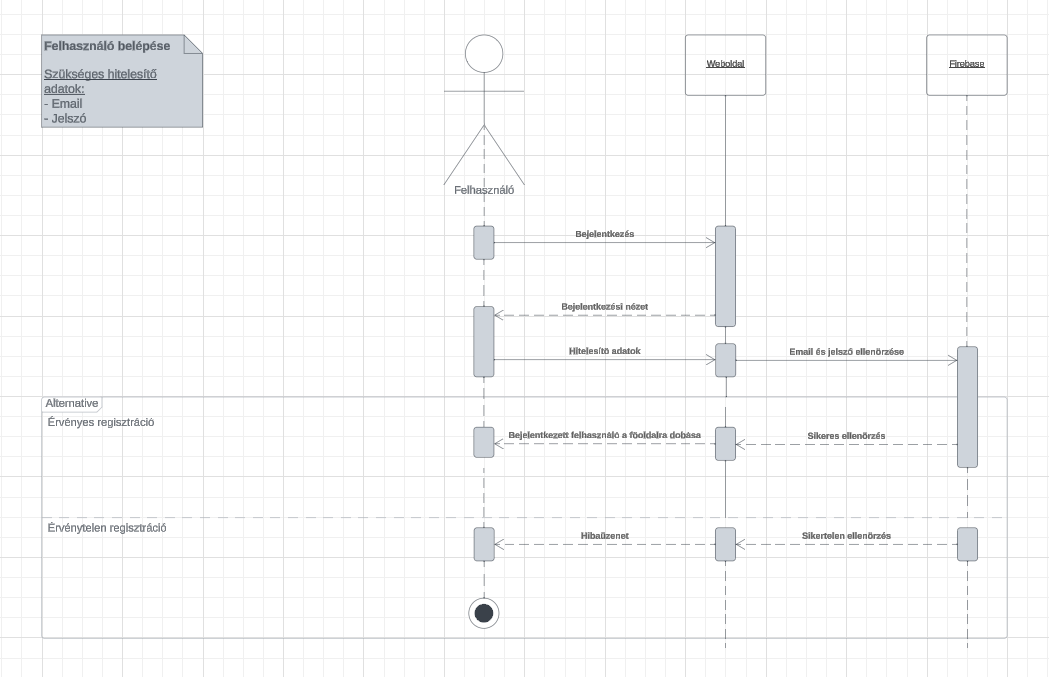 Felhasználó belépése
Szükséges hitelesítő
adatok:
- Email
- Jelszó
Weboldal
Firebase
Felhasználó
Bejelentkezés
Bejelentkezési nézet
Hitelesítő adatok
Email és jelszó ellenőrzése
Alternative
Érvényes regisztráció
Bejelentkezett felhasználó a főoldalra dobása
Sikeres ellenőrzés
Érvénytelen regisztráció
Hibaüzenet
Sikertelen ellenőrzés